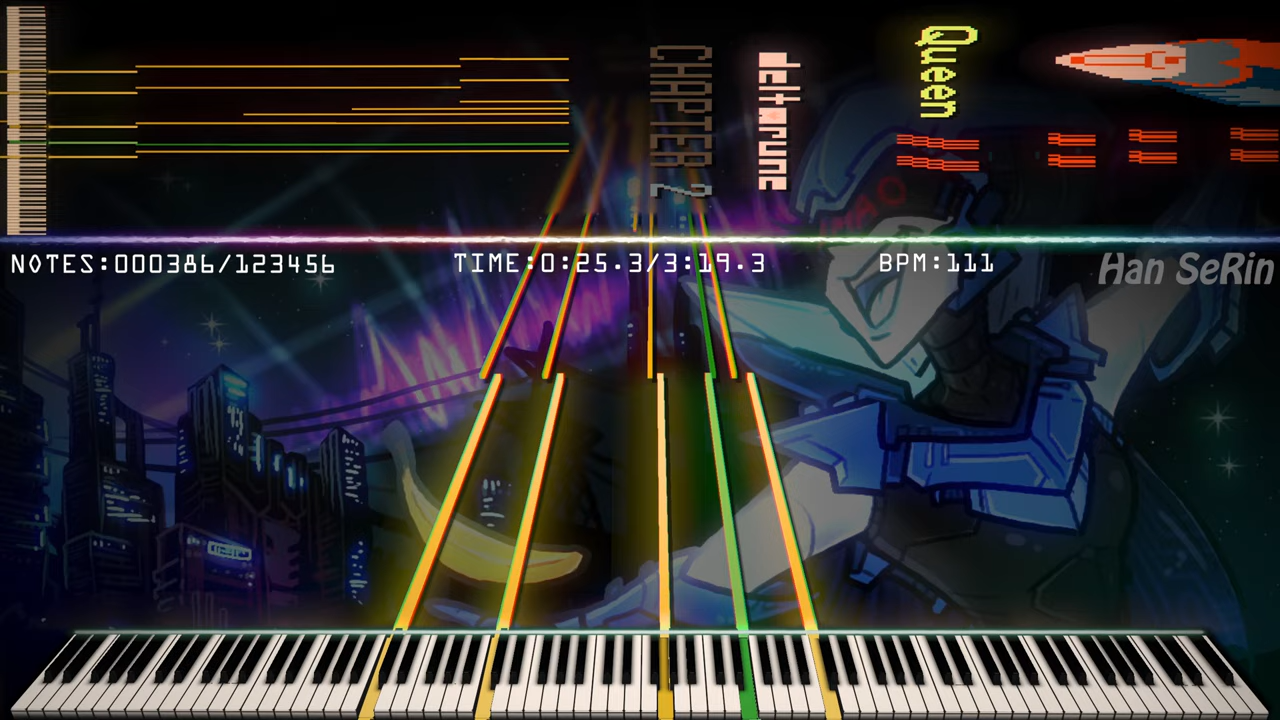 CHAPTER 2
deltarune
Queen
NOTES:000386/123456
TIME:0:25.3/3:19.3
BPM:111
Han SeRin